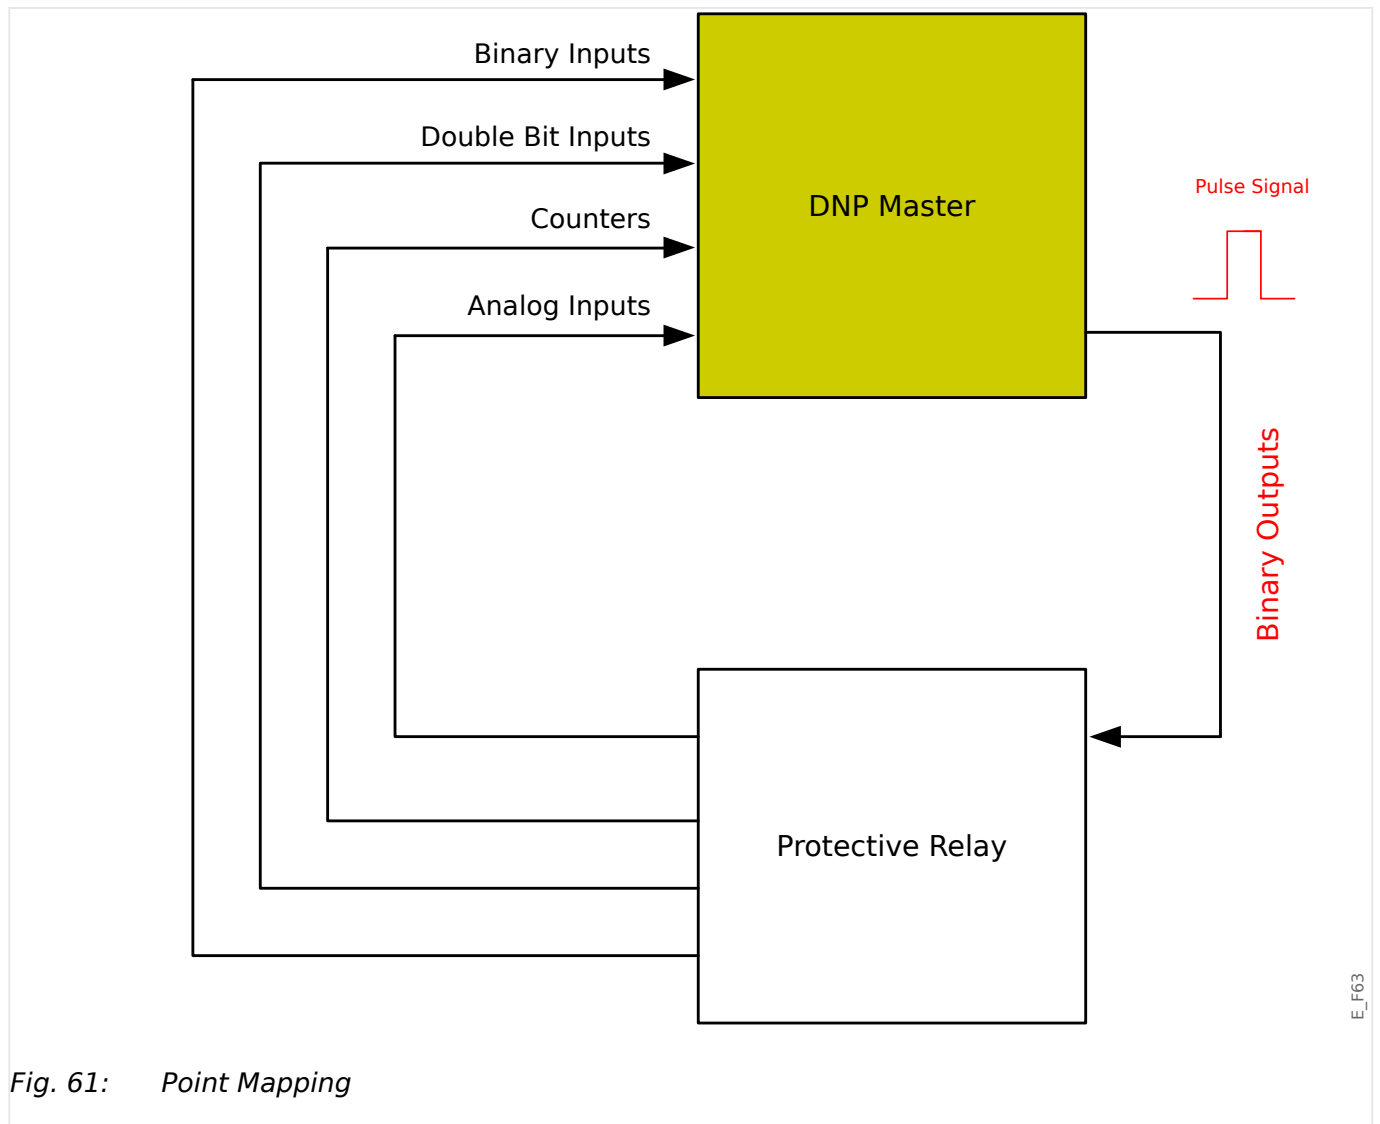 Binary Inputs
Double Bit Inputs
Counters
Analog Inputs
DNP Master
Pulse Signal
Binary Outputs
Protective Relay
E_F63
Fig. 61: Point Mapping